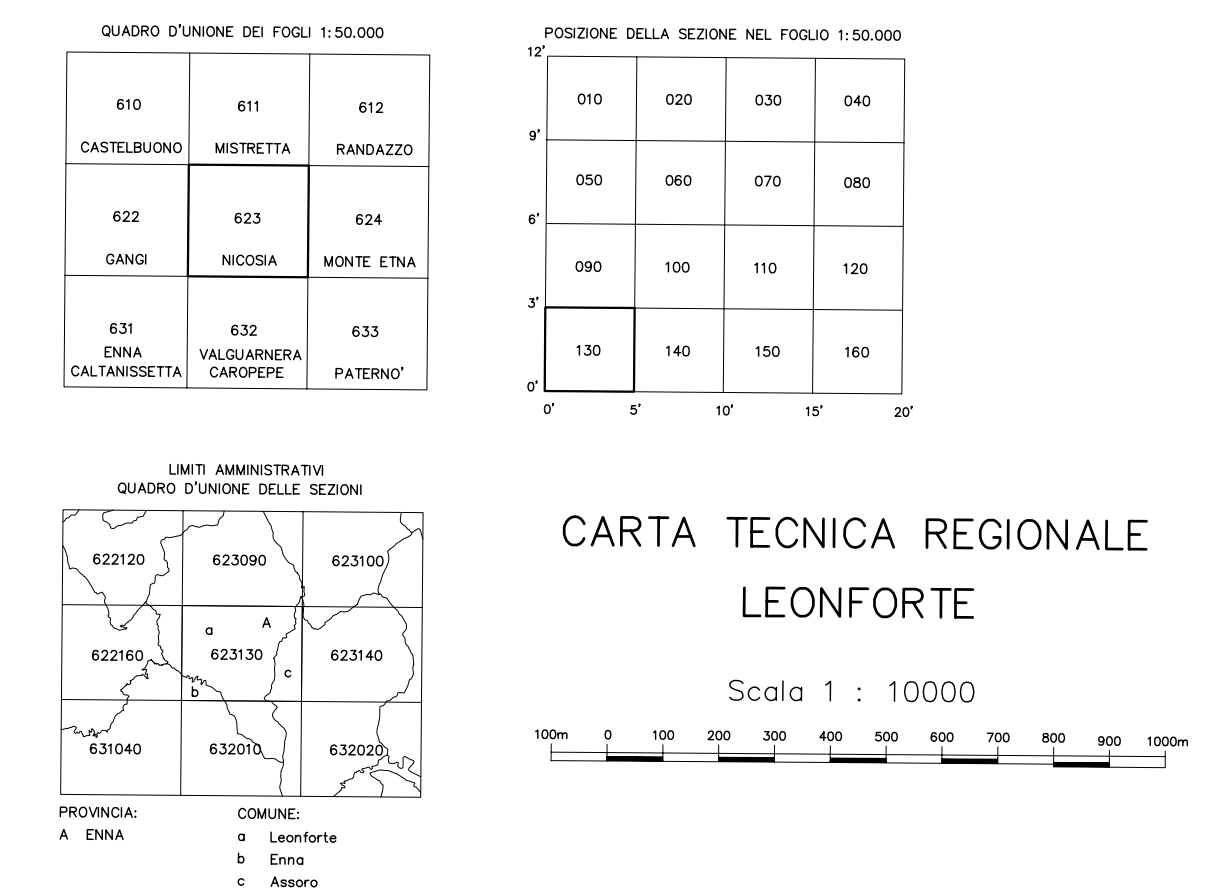 QUADRO D'UNIONE DEI FOGLI 1:50.000
610 611 612
CASTELBUONO MISTRETTA RANDAZZO
622 623 624
GANGI NICOSIA MONTE ETNA
631 632 633
ENNA VALGUARNERA
CALTANISSETTA CAROPEPE PATERNO'
POSIZIONE DELLA SEZIONE NEL FOGLIO 1:50.000
12'
010 020 030 040
9'
050 060 070 080
6'
090 100 110 120
3'
130 140 150 160
0'
0' 5' 10' 15' 20'
LIMITI AMMINISTRATIVI
QUADRO D'UNIONE DELLE SEZIONI
622120 623090 623100
a A
622160 623130 623140
c
b
631040 632010 632020
PROVINCIA:
A ENNA
COMUNE:
a Leonforte
b Enna
c Assoro
CARTA TECNICA REGIONALE
LEONFORTE
Scala 1 : 10000
100m 0 100 200 300 400 500 600 700 800 900 1000m